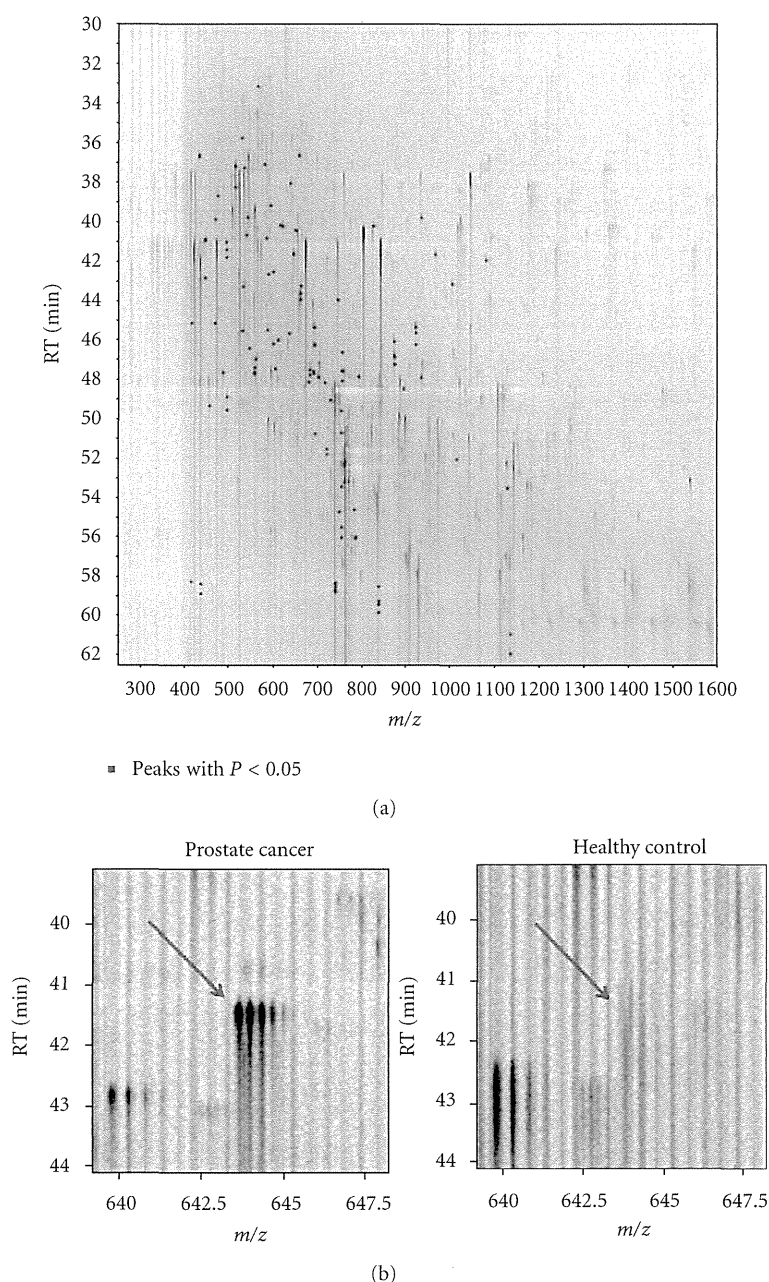 30
32
34
36
38
40
42
44
46
48
50
52
54
56
58
60
62
RT (min)
300 400 500 600 700 800 900 1000 1100 1200 1300 1400 1500 1600
m/z
Peaks with P < 0.05
(a)
Prostate cancer
40
41
42
43
44
RT (min)
640 642.5 645 647.5
m/z
Healthy control
40
41
42
43
44
RT (min)
640 642.5 645 647.5
m/z
(b)